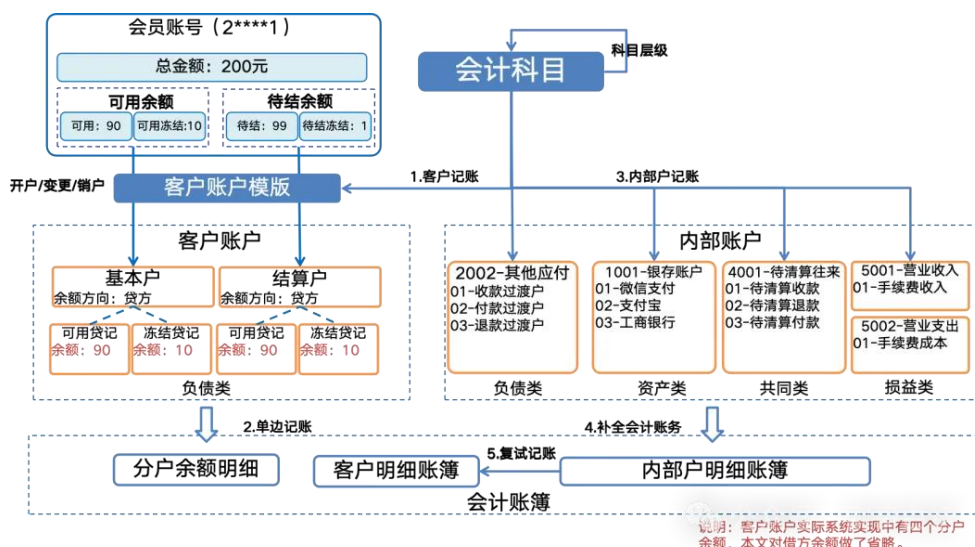 会员账号（2****1）
总金额：200元
可用余额
待结余额
可用：90
可用冻结:10
待结：99
待结冻结：1
会计科目
科目层级
开户/变更/销户
客户账户模版
1.客户记账
3.内部户记账
客户账户
内部账户
基本户
余额方向：贷方
结算户
余额方向：贷方
可用贷记
余额：90
冻结贷记
余额：10
可用贷记
余额：90
冻结贷记
余额：10
负债类
2002-其他应付
01-收款过渡户
02-付款过渡户
03-退款过渡户
负债类
1001-银存账户
01-微信支付
02-支付宝
03-工商银行
资产类
4001-待清算往来
01-待清算收款
02-待清算退款
03-待清算付款
共同类
5001-营业收入
01-手续费收入
5002-营业支出
01-手续费成本
损益类
2.单边记账
4.补全会计账务
分户余额明细
客户明细账簿
5.复试记账
内部户明细账簿
会计账簿
说明：客户账户实际系统实现中有四个分户
余额，本文对借方余额做了省略。